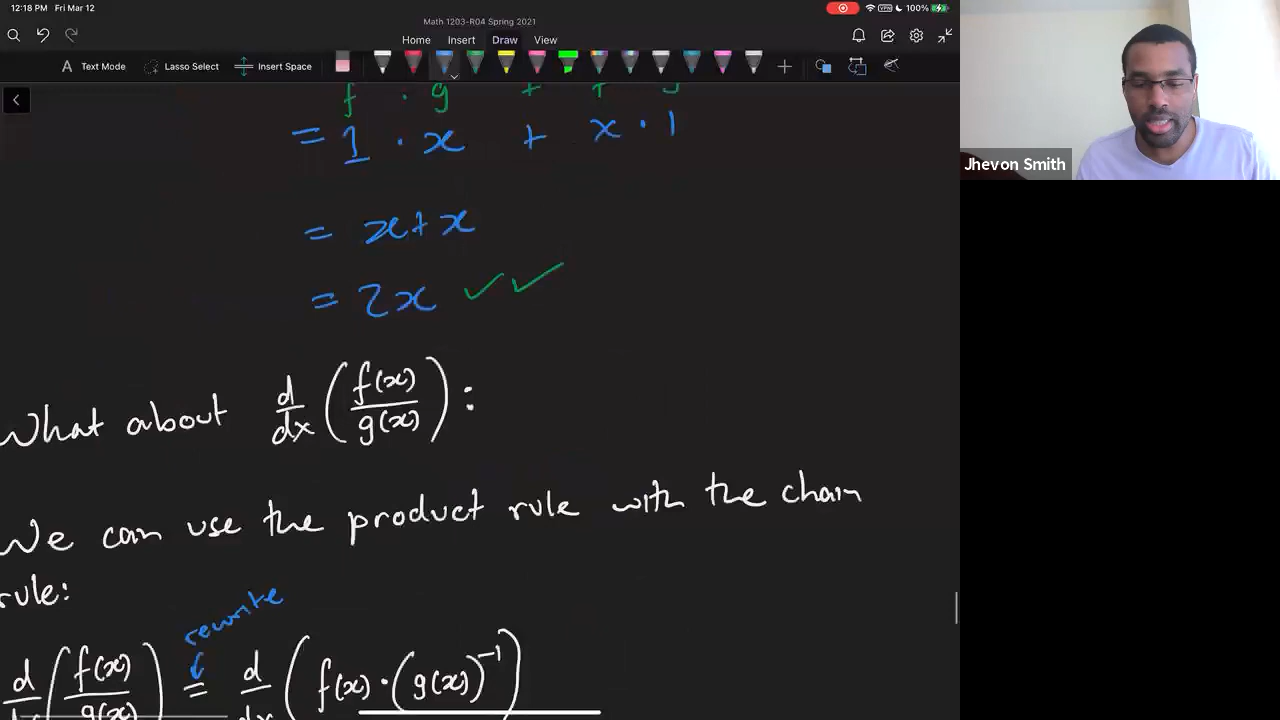 12:18 PM Fri Mar 12
VPN 100%
Math 1203-R04 Spring 2021
Home Insert Draw View
A Text Mode Lasso Select Insert Space
f · g + f g
= 1 · x + x · 1
= x + x
= 2x ✓✓
What about d/dx (f(x)/g(x)):
We can use the product rule with the chain
rule:
rewrite
d/dx (f(x)/g(x)) = d/dx (f(x) · (g(x))⁻¹)
Jhevon Smith